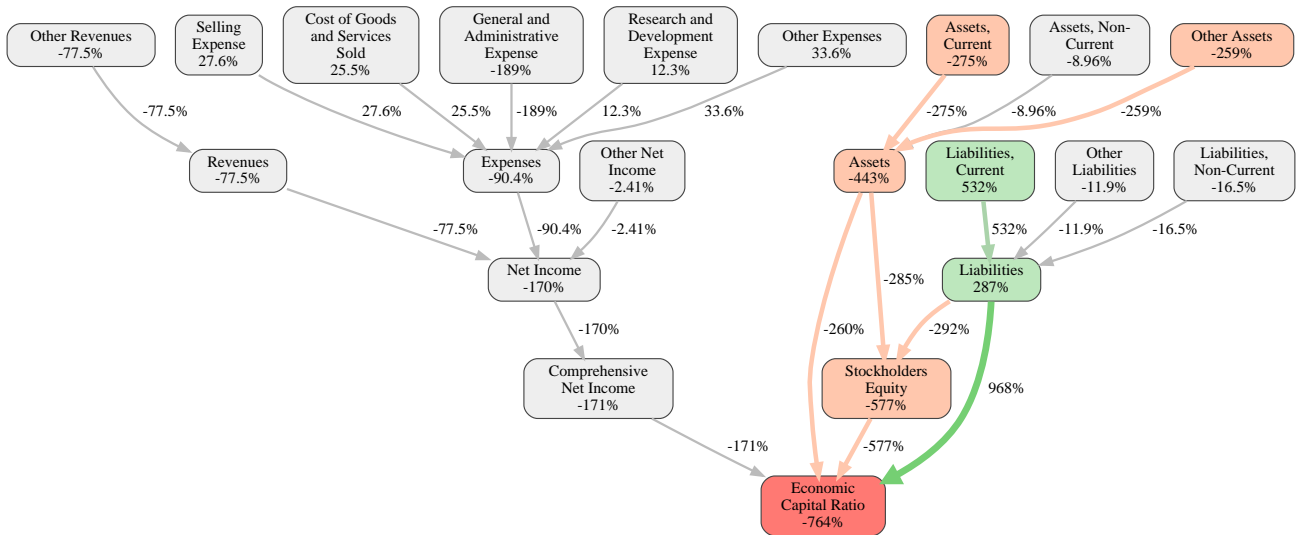 Other Revenues
-77.5%
Selling
Expense
27.6%
Cost of Goods
and Services
Sold
25.5%
General and
Administrative
Expense
-189%
Research and
Development
Expense
12.3%
Other Expenses
33.6%
Assets,
Current
-275%
Assets, Non-
Current
-8.96%
Other Assets
-259%
-77.5%
27.6%
25.5%
-189%
12.3%
33.6%
-275%
-8.96%
-259%
Revenues
-77.5%
Expenses
-90.4%
Other Net
Income
-2.41%
Assets
-443%
Liabilities,
Current
532%
Other
Liabilities
-11.9%
Liabilities,
Non-Current
-16.5%
-77.5%
-90.4%
-2.41%
532%
-11.9%
-16.5%
Net Income
-170%
-285%
Liabilities
287%
-170%
-260%
-292%
Comprehensive
Net Income
-171%
Stockholders
Equity
-577%
968%
-171%
-577%
Economic
Capital Ratio
-764%